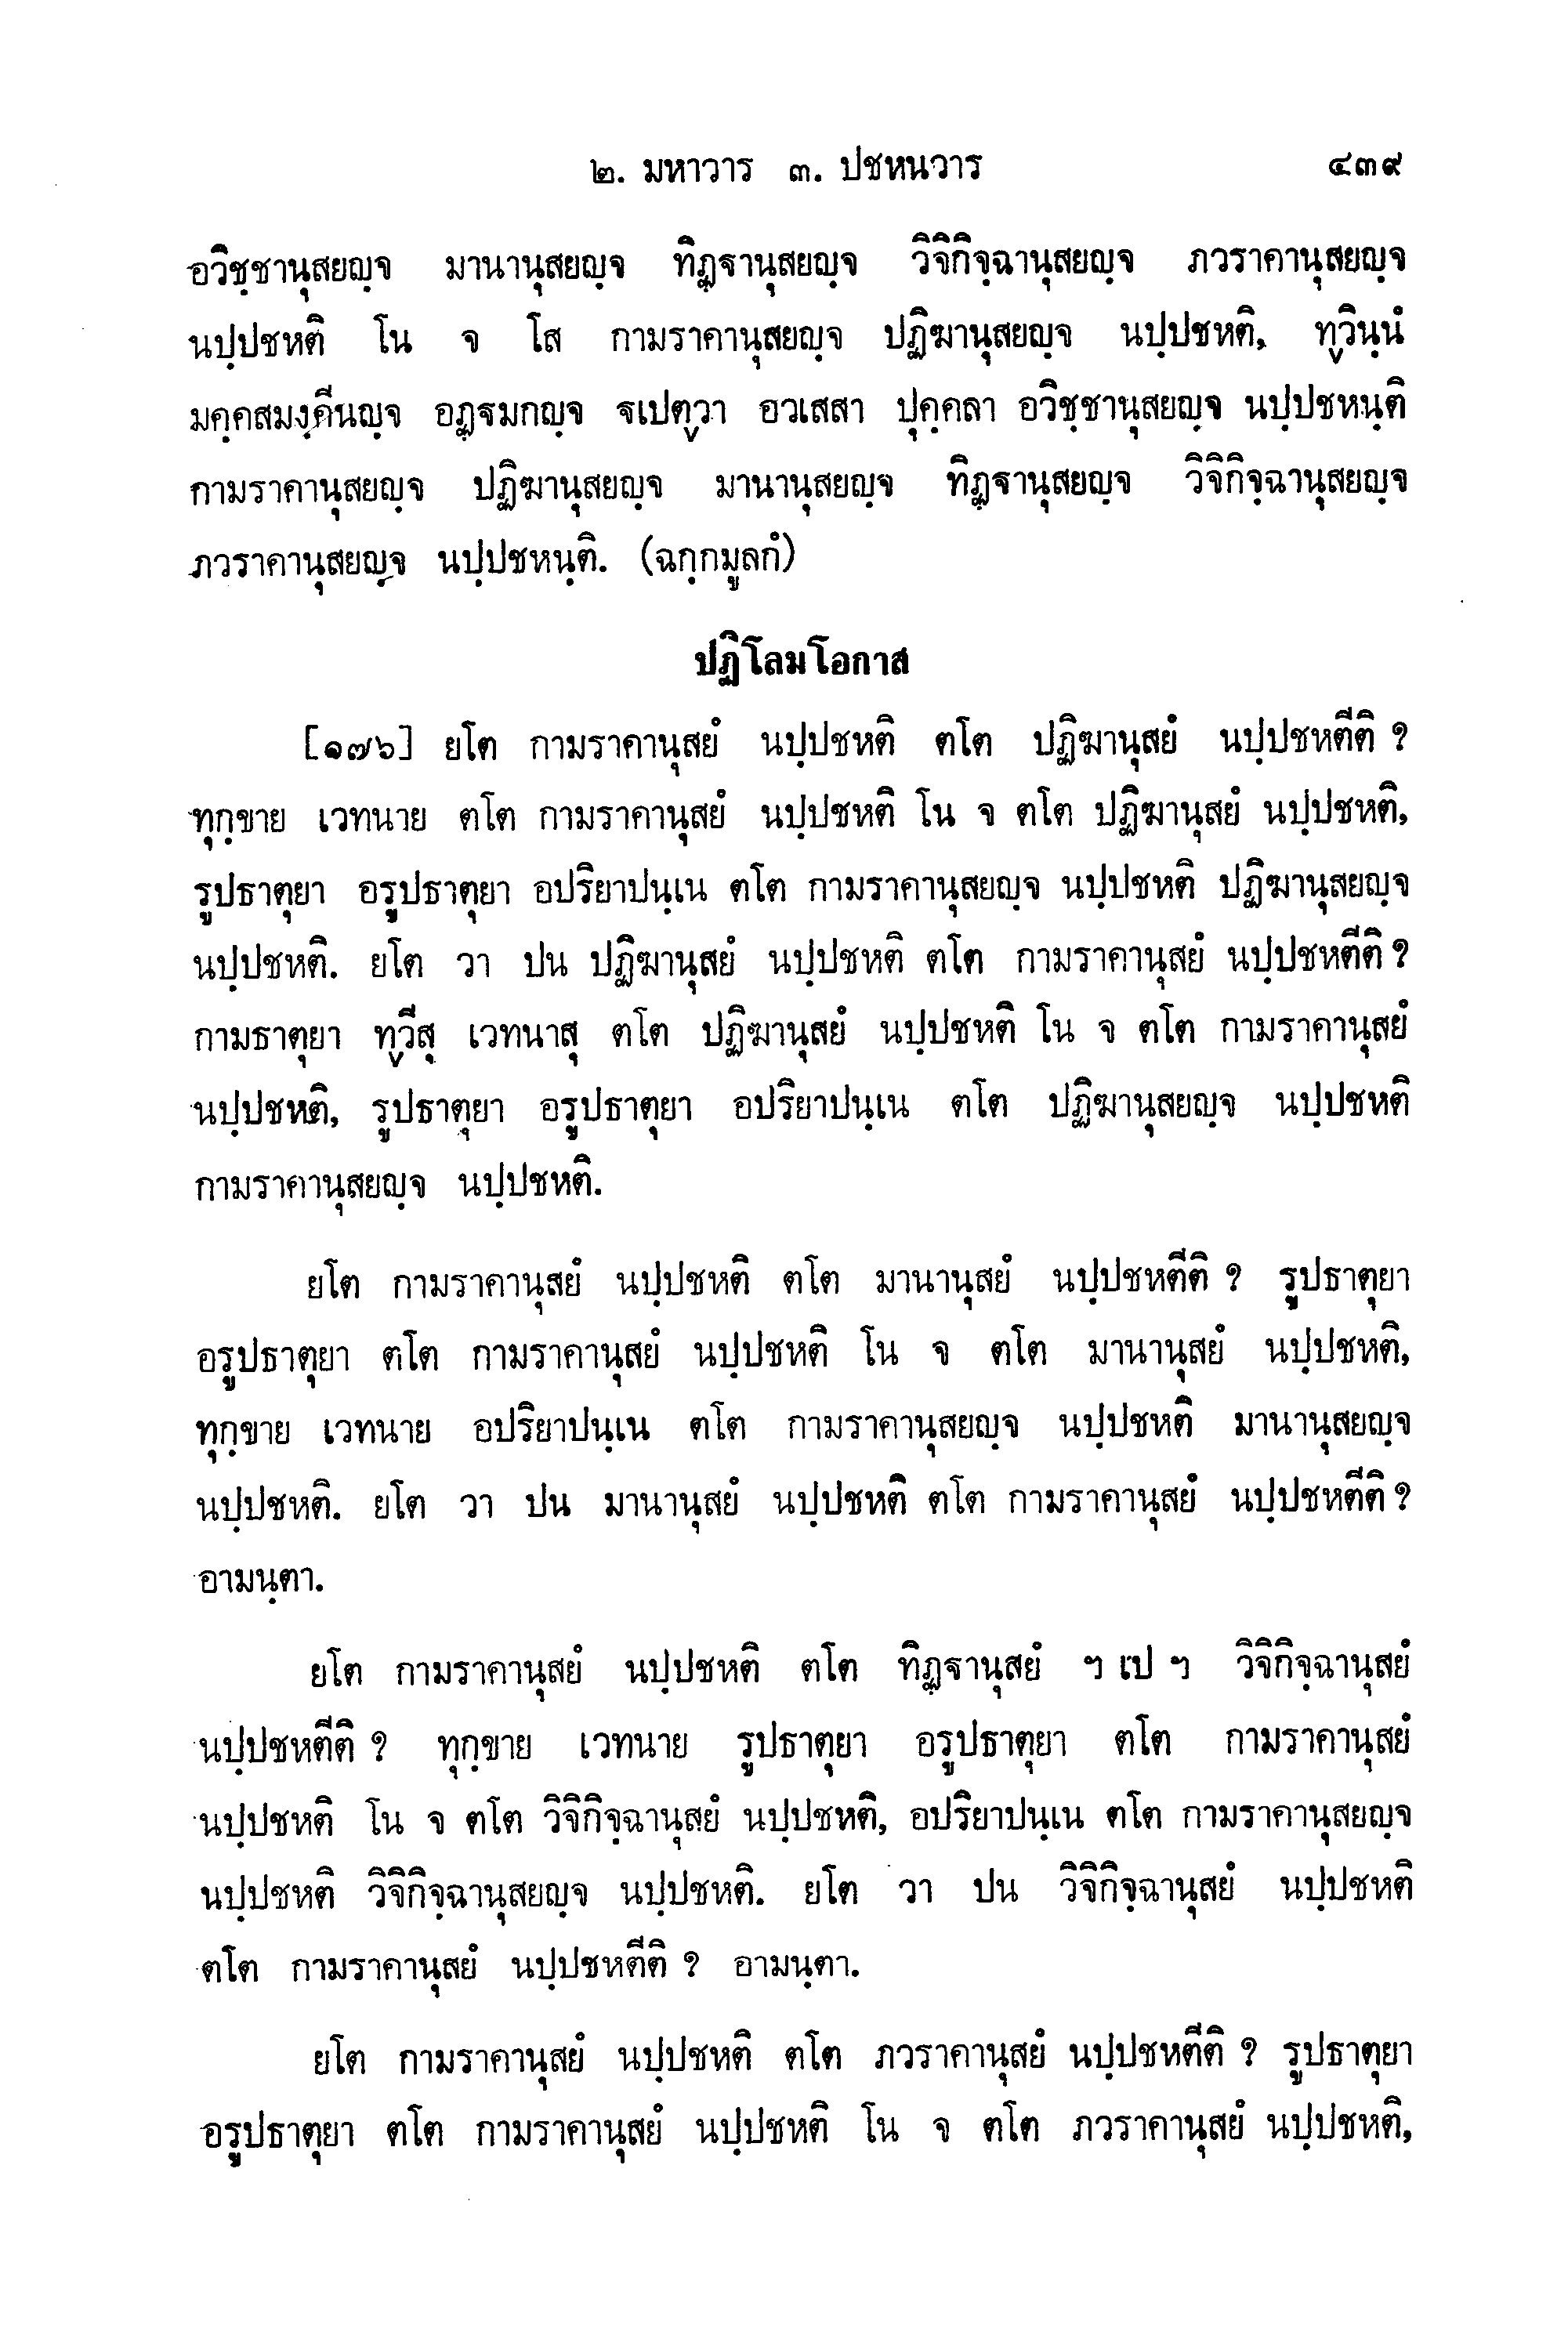 ๒. มหาวาร ๓. ปชหนวาร ๔๓๙
อวิชฺชานุสยญฺจ มานานุสยญฺจ ทิฏฺฐานุสยญฺจ วิจิกิจฺฉานุสยญฺจ ภวราคานุสยญฺจ
นปฺปชหติ โน จ โส กามราคานุสยญฺจ ปฏิฆานุสยญฺจ นปฺปชหติ, ทฺวินฺนํ
มคฺคสมงฺคีนญฺจ อฏฺฐมกญฺจ ฐเปตฺวา อวเสสา ปุคฺคลา อวิชฺชานุสยญฺจ นปฺปชหนฺติ
กามราคานุสยญฺจ ปฏิฆานุสยญฺจ มานานุสยญฺจ ทิฏฺฐานุสยญฺจ วิจิกิจฺฉานุสยญฺจ
ภวราคานุสยญฺจ นปฺปชหนฺติ. (ฉกฺกมูลกํ)
ปฏิโลมโอกาส
[๑๗๖] ยโต กามราคานุสยํ นปฺปชหติ ตโต ปฏิฆานุสยํ นปฺปชหตีติ ?
ทุกฺขาย เวทนาย ตโต กามราคานุสยํ นปฺปชหติ โน จ ตโต ปฏิฆานุสยํ นปฺปชหติ,
รูปธาตุยา อรูปธาตุยา อปริยาปนฺเน ตโต กามราคานุสยญฺจ นปฺปชหติ ปฏิฆานุสยญฺจ
นปฺปชหติ. ยโต วา ปน ปฏิฆานุสยํ นปฺปชหติ ตโต กามราคานุสยํ นปฺปชหตีติ ?
กามธาตุยา ทฺวีสุ เวทนาสุ ตโต ปฏิฆานุสยํ นปฺปชหติ โน จ ตโต กามราคานุสยํ
นปฺปชหติ, รูปธาตุยา อรูปธาตุยา อปริยาปนฺเน ตโต ปฏิฆานุสยญฺจ นปฺปชหติ
กามราคานุสยญฺจ นปฺปชหติ.
ยโต กามราคานุสยํ นปฺปชหติ ตโต มานานุสยํ นปฺปชหตีติ ? รูปธาตุยา
อรูปธาตุยา ตโต กามราคานุสยํ นปฺปชหติ โน จ ตโต มานานุสยํ นปฺปชหติ,
ทุกฺขาย เวทนาย อปริยาปนฺเน ตโต กามราคานุสยญฺจ นปฺปชหติ มานานุสยญฺจ
นปฺปชหติ. ยโต วา ปน มานานุสยํ นปฺปชหติ ตโต กามราคานุสยํ นปฺปชหตีติ ?
อามนฺตา.
ยโต กามราคานุสยํ นปฺปชหติ ตโต ทิฏฺฐานุสยํ ฯ เป ฯ วิจิกิจฺฉานุสยํ
นปฺปชหตีติ ? ทุกฺขาย เวทนาย รูปธาตุยา อรูปธาตุยา ตโต กามราคานุสยํ
นปฺปชหติ โน จ ตโต วิจิกิจฺฉานุสยํ นปฺปชหติ, อปริยาปนฺเน ตโต กามราคานุสยญฺจ
นปฺปชหติ วิจิกิจฺฉานุสยญฺจ นปฺปชหติ. ยโต วา ปน วิจิกิจฺฉานุสยํ นปฺปชหติ
ตโต กามราคานุสยํ นปฺปชหตีติ ? อามนฺตา.
ยโต กามราคานุสยํ นปฺปชหติ ตโต ภวราคานุสยํ นปฺปชหตีติ ? รูปธาตุยา
อรูปธาตุยา ตโต กามราคานุสยํ นปฺปชหติ โน จ ตโต ภวราคานุสยํ นปฺปชหติ,